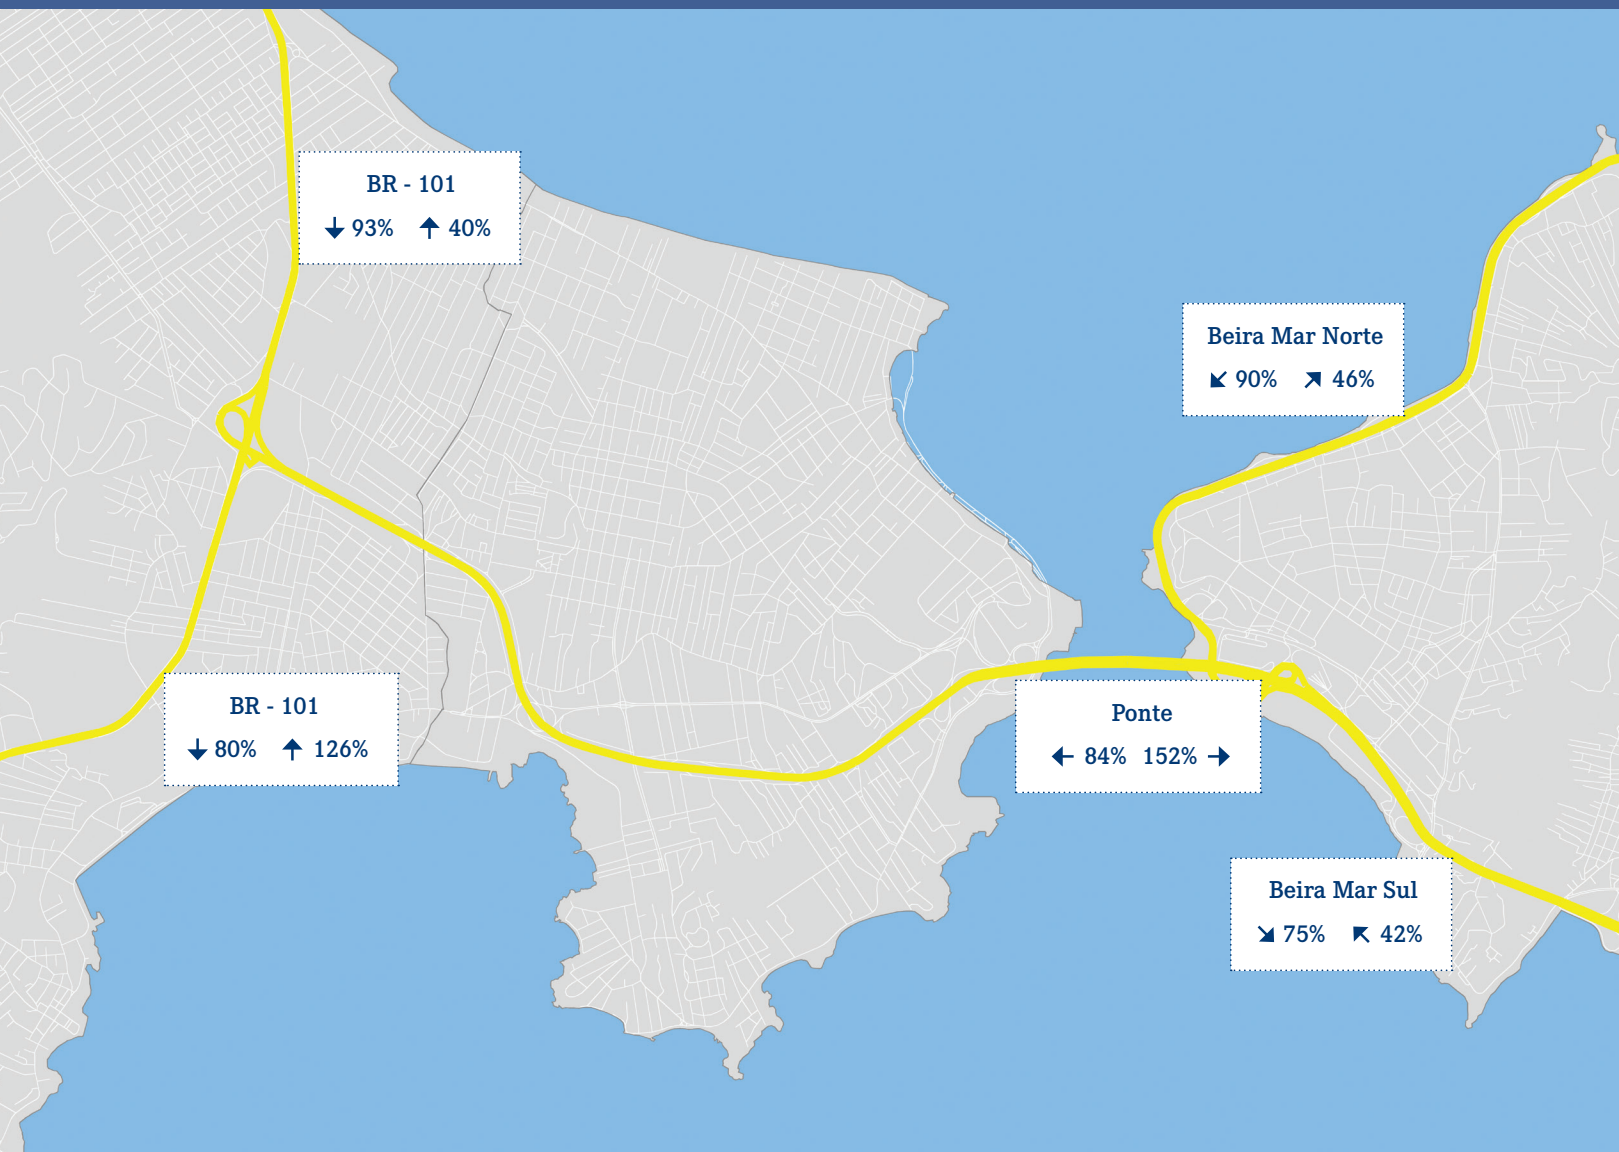 BR - 101
↓ 93% ↑ 40%
Beira Mar Norte
↙ 90% ↗ 46%
BR - 101
↓ 80% ↑ 126%
Ponte
← 84% 152% →
Beira Mar Sul
↘ 75% ↖ 42%